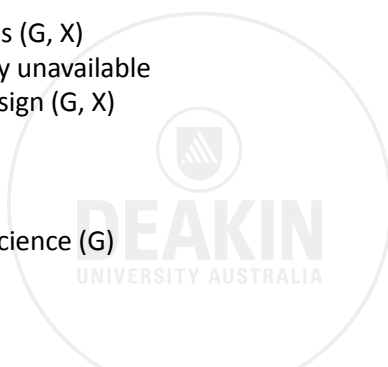 s (G, X)
y unavailable
sign (G, X)
cience (G)
DEAKIN
UNIVERSITY AUSTRALIA